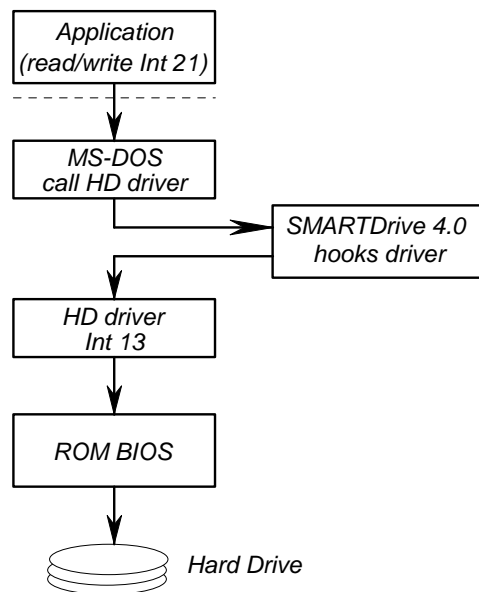 Application
(read/write Int 21)
MS-DOS
call HD driver
SMARTDrive 4.0
hooks driver
HD driver
Int 13
ROM BIOS
Hard Drive